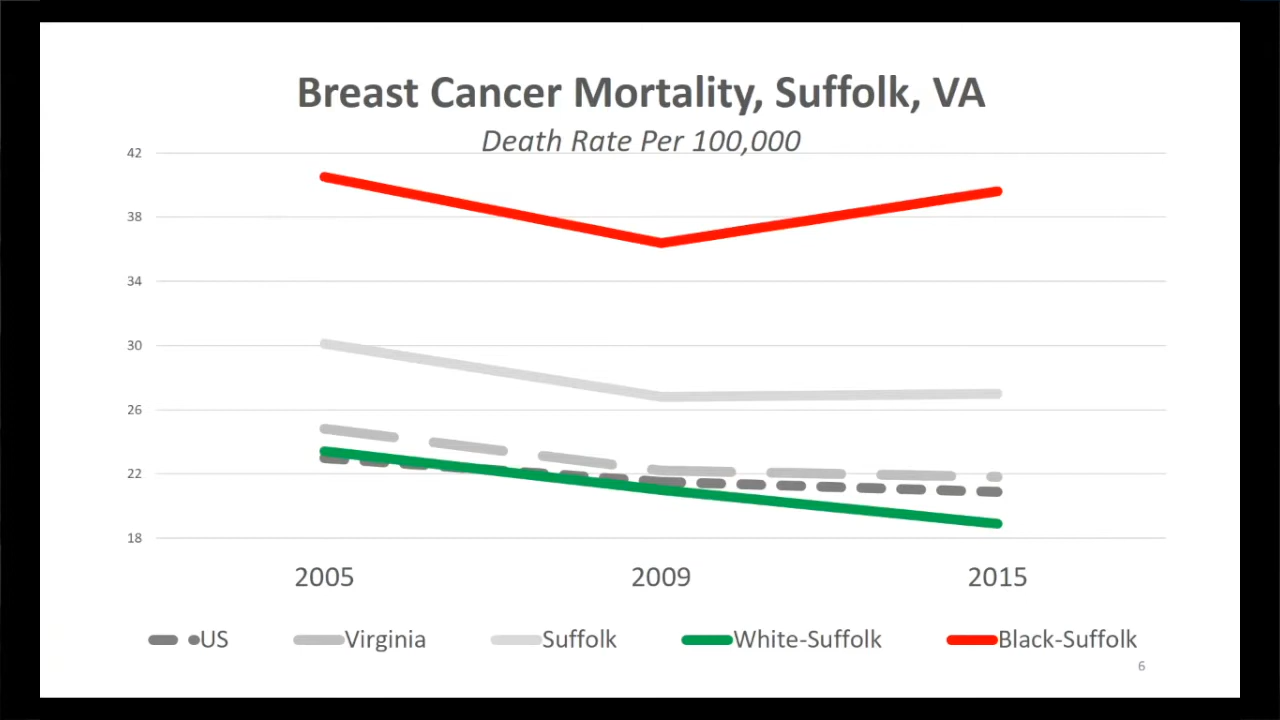 Breast Cancer Mortality, Suffolk, VA
Death Rate Per 100,000
42
38
34
30
26
22
18
2005 2009 2015
US Virginia Suffolk White-Suffolk Black-Suffolk
6